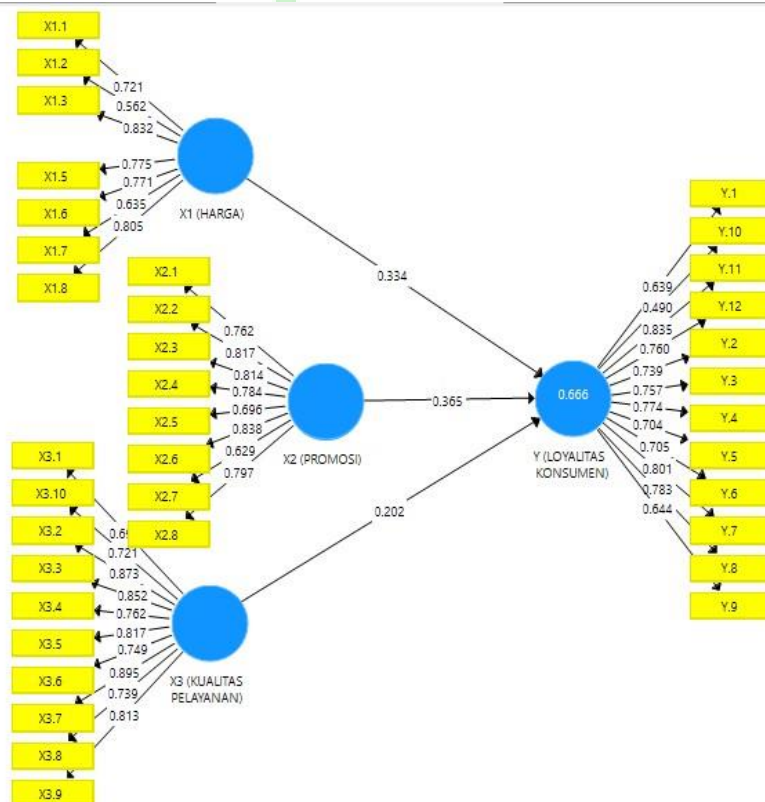 X1.1
X1.2
X1.3
X1.5
X1.6
X1.7
X1.8
0.721
0.562
0.832
0.775
0.771
0.635
0.805
X1 (HARGA)
0.334
X2.1
X2.2
X2.3
X2.4
X2.5
X2.6
X2.7
X2.8
0.762
0.817
0.814
0.784
0.696
0.838
0.629
0.797
X2 (PROMOSI)
0.365
X3.1
X3.10
X3.2
X3.3
X3.4
X3.5
X3.6
X3.7
X3.8
X3.9
0.721
0.873
0.852
0.762
0.817
0.749
0.895
0.739
0.813
X3 (KUALITAS
PELAYANAN)
0.202
0.666
Y (LOYALITAS
KONSUMEN)
0.639
0.490
0.835
0.760
0.739
0.757
0.774
0.704
0.705
0.801
0.783
0.644
Y.1
Y.10
Y.11
Y.12
Y.2
Y.3
Y.4
Y.5
Y.6
Y.7
Y.8
Y.9